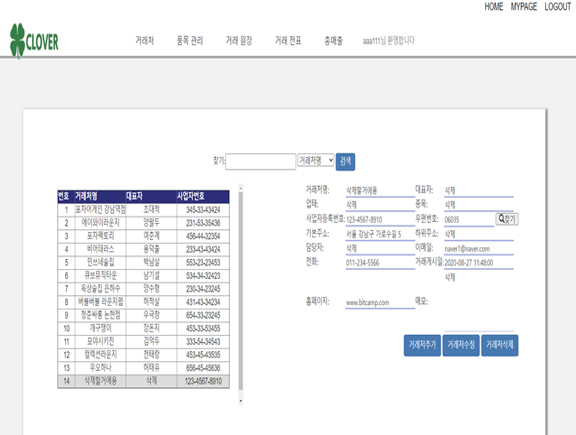 HOME MYPAGE LOGOUT
CLOVER 거래처 품목 관리 거래 원장 거래 전표 총매출 aaa111님 환영합니다
찾기: 거래처명 검색
번호 거래처명 대표자 사업자번호
1 포차어게인 강남역점 조대적 345-33-43424
2 에이와이라운지 양팔두 231-53-35436
3 포차팩토리 여준계 456-44-32354
4 비어테라스 용덕출 233-43-43424
5 인쓰네술집 박남삼 553-23-23453
6 큐브뮤직타운 남기설 534-34-32423
7 옥상술집 은하수 양수형 230-34-23245
8 버블버블 라운지펍 허적살 431-43-34234
9 청춘싸롱 논현점 우극창 654-33-23245
10 개구쟁이 장돈지 453-33-53455
11 모야시키친 김억두 333-54-34543
12 컬렉션라운지 천태랑 453-45-43535
13 우오하나 허태유 656-45-45636
14 삭제할거에용 삭제 123-4567-8910
거래처명: 삭제할거에용 대표자: 삭제
업태: 삭제 종목: 삭제
사업자등록번호: 123-4567-8910 우편번호: 06035 찾기
기본주소: 서울 강남구 가로수길 5 하위주소: 삭제
담당자: 삭제 이메일: naver1@naver.com
전화: 011-234-5566 거래게시일: 2020-08-27 11:48:00
삭제
홈페이지: www.bitcamp.com 메모:
거래처추가 거래처수정 거래처삭제